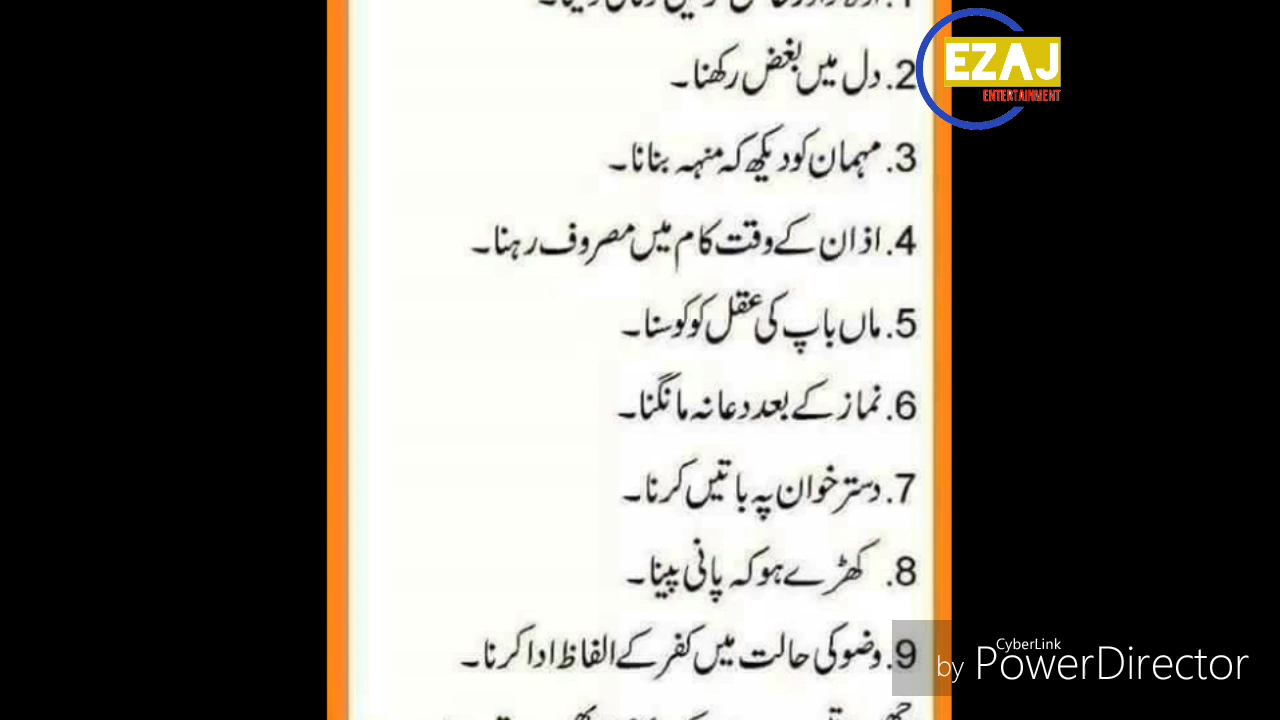 EZAJ
ENTERTAINMENT
2. دل میں بغض رکھنا۔
3. مہمان کو دیکھ کہ منہہ بنانا۔
4. اذان کے وقت کام میں مصروف رہنا۔
5. ماں باپ کی عقل کو کوسنا۔
6. نماز کے بعد دعا نہ مانگنا۔
7. دسترخوان پہ باتیں کرنا۔
8. کھڑے ہو کہ پانی پینا۔
9. وضو کی حالت میں کفر کے الفاظ ادا کرنا۔
CyberLink
by PowerDirector